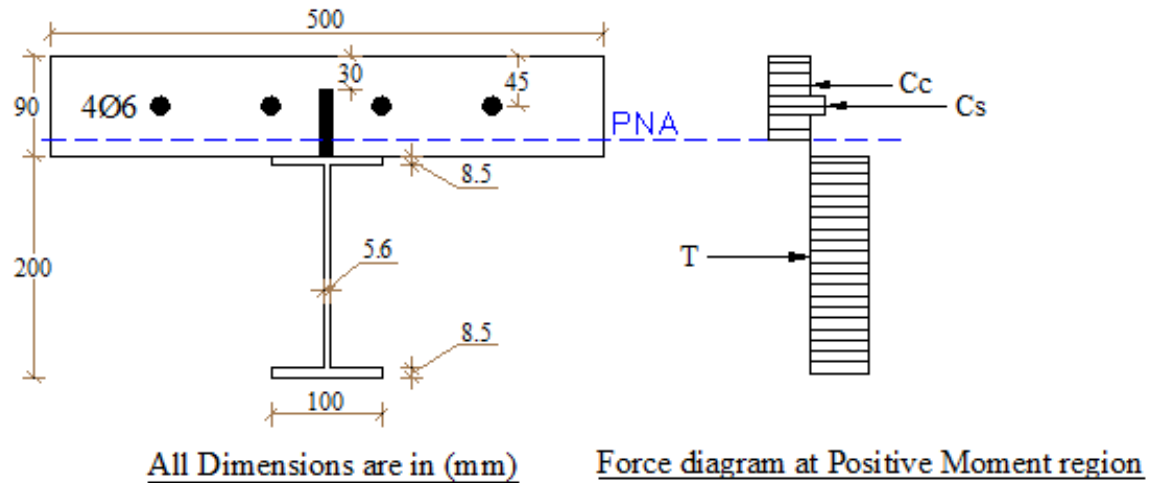 500
30
45
90
4Ø6
Cc
Cs
PNA
8.5
200
5.6
T
8.5
100
All Dimensions are in (mm)
Force diagram at Positive Moment region